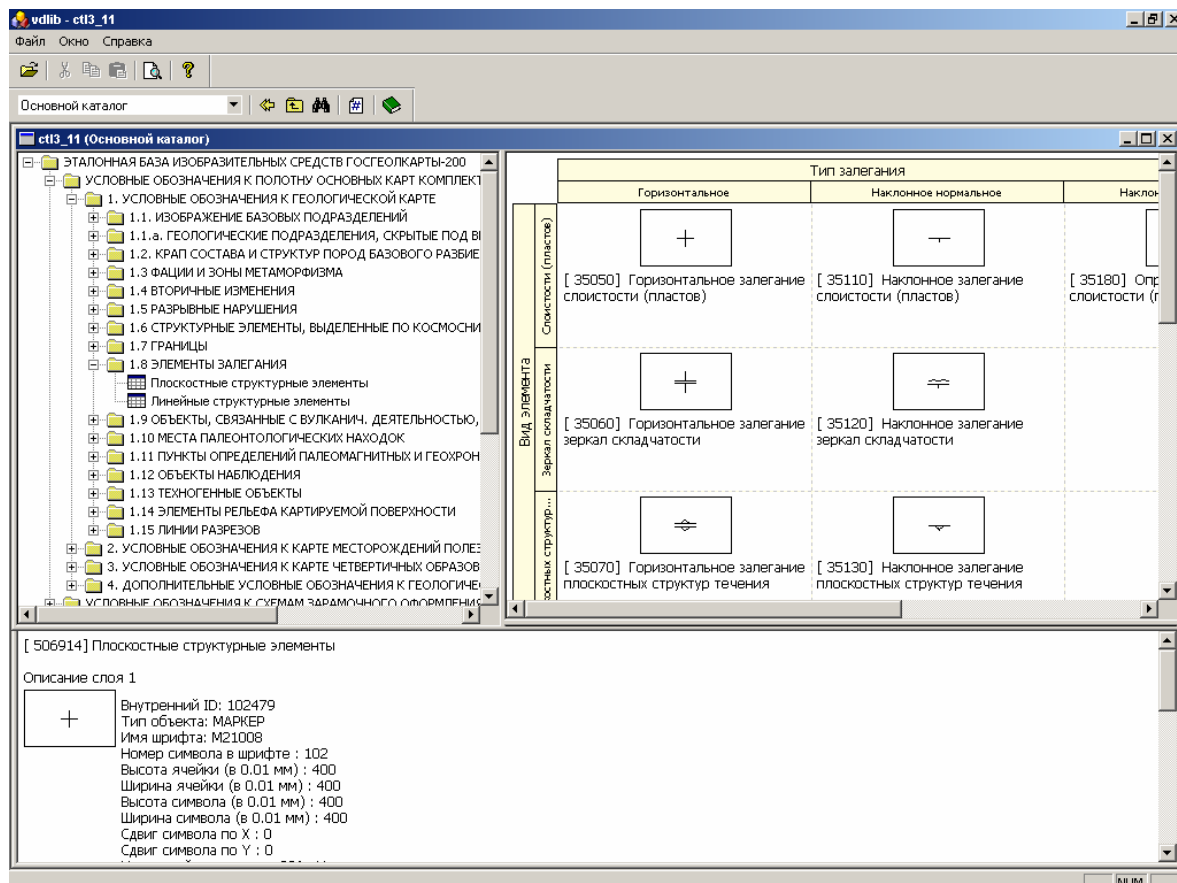 vdlib - ctl3_11
Файл Окно Справка
Основной каталог
ctl3_11 (Основной каталог)
ЭТАЛОННАЯ БАЗА ИЗОБРАЗИТЕЛЬНЫХ СРЕДСТВ ГОСГЕОЛКАРТЫ-200
УСЛОВНЫЕ ОБОЗНАЧЕНИЯ К ПОЛОТНУ ОСНОВНЫХ КАРТ КОМПЛЕКТ
1. УСЛОВНЫЕ ОБОЗНАЧЕНИЯ К ГЕОЛОГИЧЕСКОЙ КАРТЕ
1.1. ИЗОБРАЖЕНИЕ БАЗОВЫХ ПОДРАЗДЕЛЕНИЙ
1.1.а. ГЕОЛОГИЧЕСКИЕ ПОДРАЗДЕЛЕНИЯ, СКРЫТЫЕ ПОД
1.2. КРАП СОСТАВА И СТРУКТУР ПОРОД БАЗОВОГО РАЗБИЕ
1.3 ФАЦИИ И ЗОНЫ МЕТАМОРФИЗМА
1.4 ВТОРИЧНЫЕ ИЗМЕНЕНИЯ
1.5 РАЗРЫВНЫЕ НАРУШЕНИЯ
1.6 СТРУКТУРНЫЕ ЭЛЕМЕНТЫ, ВЫДЕЛЕННЫЕ ПО КОСМОСНИ
1.7 ГРАНИЦЫ
1.8 ЭЛЕМЕНТЫ ЗАЛЕГАНИЯ
Плоскостные структурные элементы
Линейные структурные элементы
1.9 ОБЪЕКТЫ, СВЯЗАННЫЕ С ВУЛКАНИЧ. ДЕЯТЕЛЬНОСТЬЮ,
1.10 МЕСТА ПАЛЕОНТОЛОГИЧЕСКИХ НАХОДОК
1.11 ПУНКТЫ ОПРЕДЕЛЕНИЙ ПАЛЕОМАГНИТНЫХ И ГЕОХРОН
1.12 ОБЪЕКТЫ НАБЛЮДЕНИЯ
1.13 ТЕХНОГЕННЫЕ ОБЪЕКТЫ
1.14 ЭЛЕМЕНТЫ РЕЛЬЕФА КАРТИРУЕМОЙ ПОВЕРХНОСТИ
1.15 ЛИНИИ РАЗРЕЗОВ
2. УСЛОВНЫЕ ОБОЗНАЧЕНИЯ К КАРТЕ МЕСТОРОЖДЕНИЙ ПОЛЕЗ
3. УСЛОВНЫЕ ОБОЗНАЧЕНИЯ К КАРТЕ ЧЕТВЕРТИЧНЫХ ОБРАЗОВ
4. ДОПОЛНИТЕЛЬНЫЕ УСЛОВНЫЕ ОБОЗНАЧЕНИЯ К ГЕОЛОГИЧЕ
УСЛОВНЫЕ ОБОЗНАЧЕНИЯ К СХЕМАМ ЗАРАМОЧНОГО ОФОРМЛЕНИЯ
Тип залегания
Горизонтальное Наклонное нормальное Наклон
Вид элемента
Слоистости (пластов)
[ 35050] Горизонтальное залегание слоистости (пластов)
[ 35110] Наклонное залегание слоистости (пластов)
[ 35180] Опр
слоистости (п
Зеркал складчатости
[ 35060] Горизонтальное залегание зеркал складчатости
[ 35120] Наклонное залегание зеркал складчатости
остных структур...
[ 35070] Горизонтальное залегание плоскостных структур течения
[ 35130] Наклонное залегание плоскостных структур течения
[ 506914] Плоскостные структурные элементы
Описание слоя 1
Внутренний ID: 102479
Тип объекта: МАРКЕР
Имя шрифта: M21008
Номер символа в шрифте : 102
Высота ячейки (в 0.01 мм) : 400
Ширина ячейки (в 0.01 мм) : 400
Высота символа (в 0.01 мм) : 400
Ширина символа (в 0.01 мм) : 400
Сдвиг символа по X : 0
Сдвиг символа по Y : 0
NUM